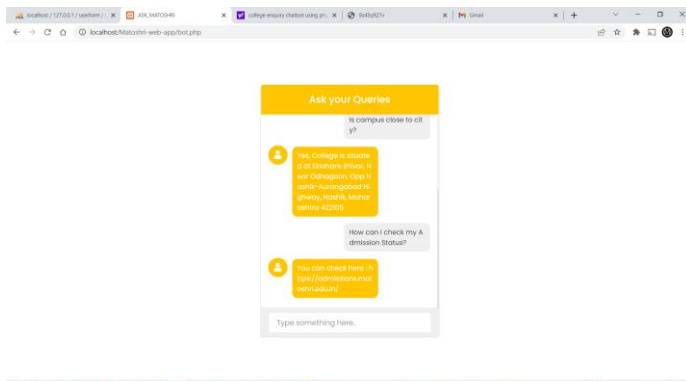 localhost / 127.0.0.1 / userform /
ASK_MATOSHRI
college enquiry chatbot using ph
Gmail
localhost/Matoshri-web-app/bot.php
Ask your Queries
Is campus close to cit
y?
Yes, College is situate
d at Eklahare shivar, N
ear Odhagaon, Opp N
ashik-Aurangabad Hi
ghway, Nashik, Mahar
ashtra 422105
How can I check my A
dmission Status?
You can check here : h
ttps://admissions.mat
oshri.edu.in/
Type something here..